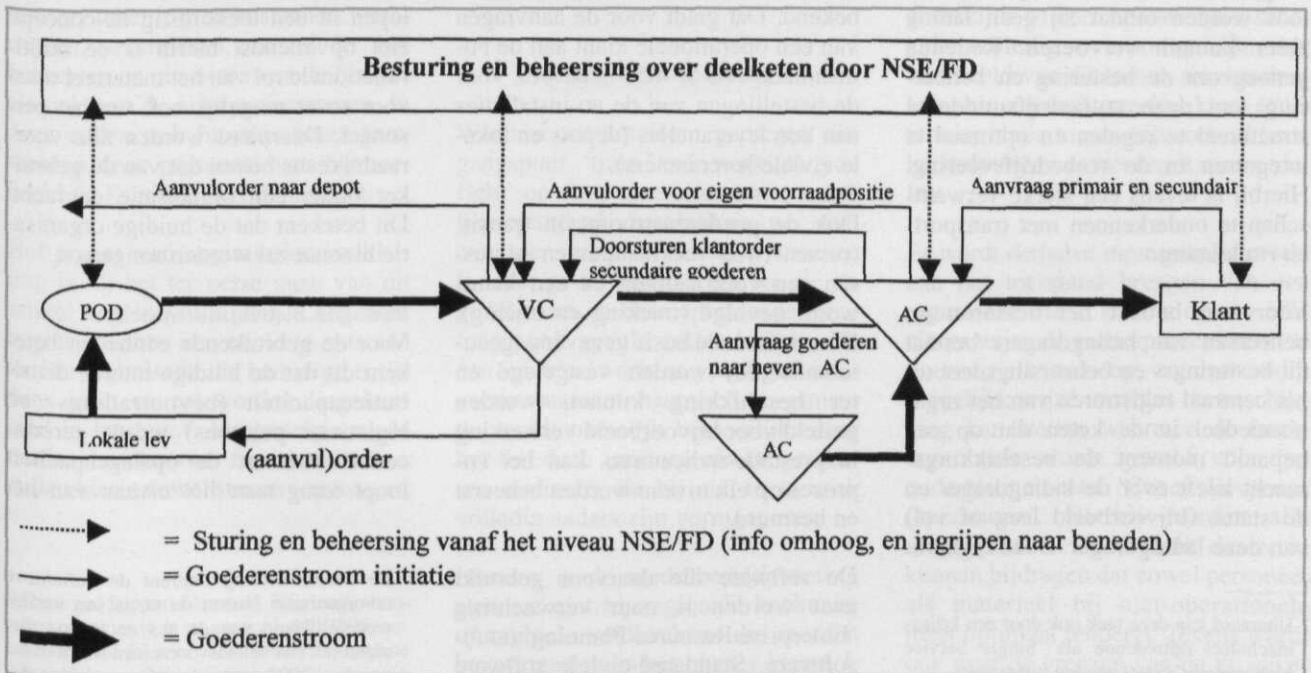 Besturing en beheersing over deelketen door NSE/FD
Aanvulorder naar depot
Aanvulorder voor eigen voorraadpositie
Aanvraag primair en secundair
Doorsturen klantorder
secundaire goederen
POD
VC
AC
Klant
Aanvraag goederen
naar neven AC
Lokale lev
(aanvul)order
AC
= Sturing en beheersing vanaf het niveau NSE/FD (info omhoog, en ingrijpen naar beneden)
= Goederenstroom initiatie
= Goederenstroom